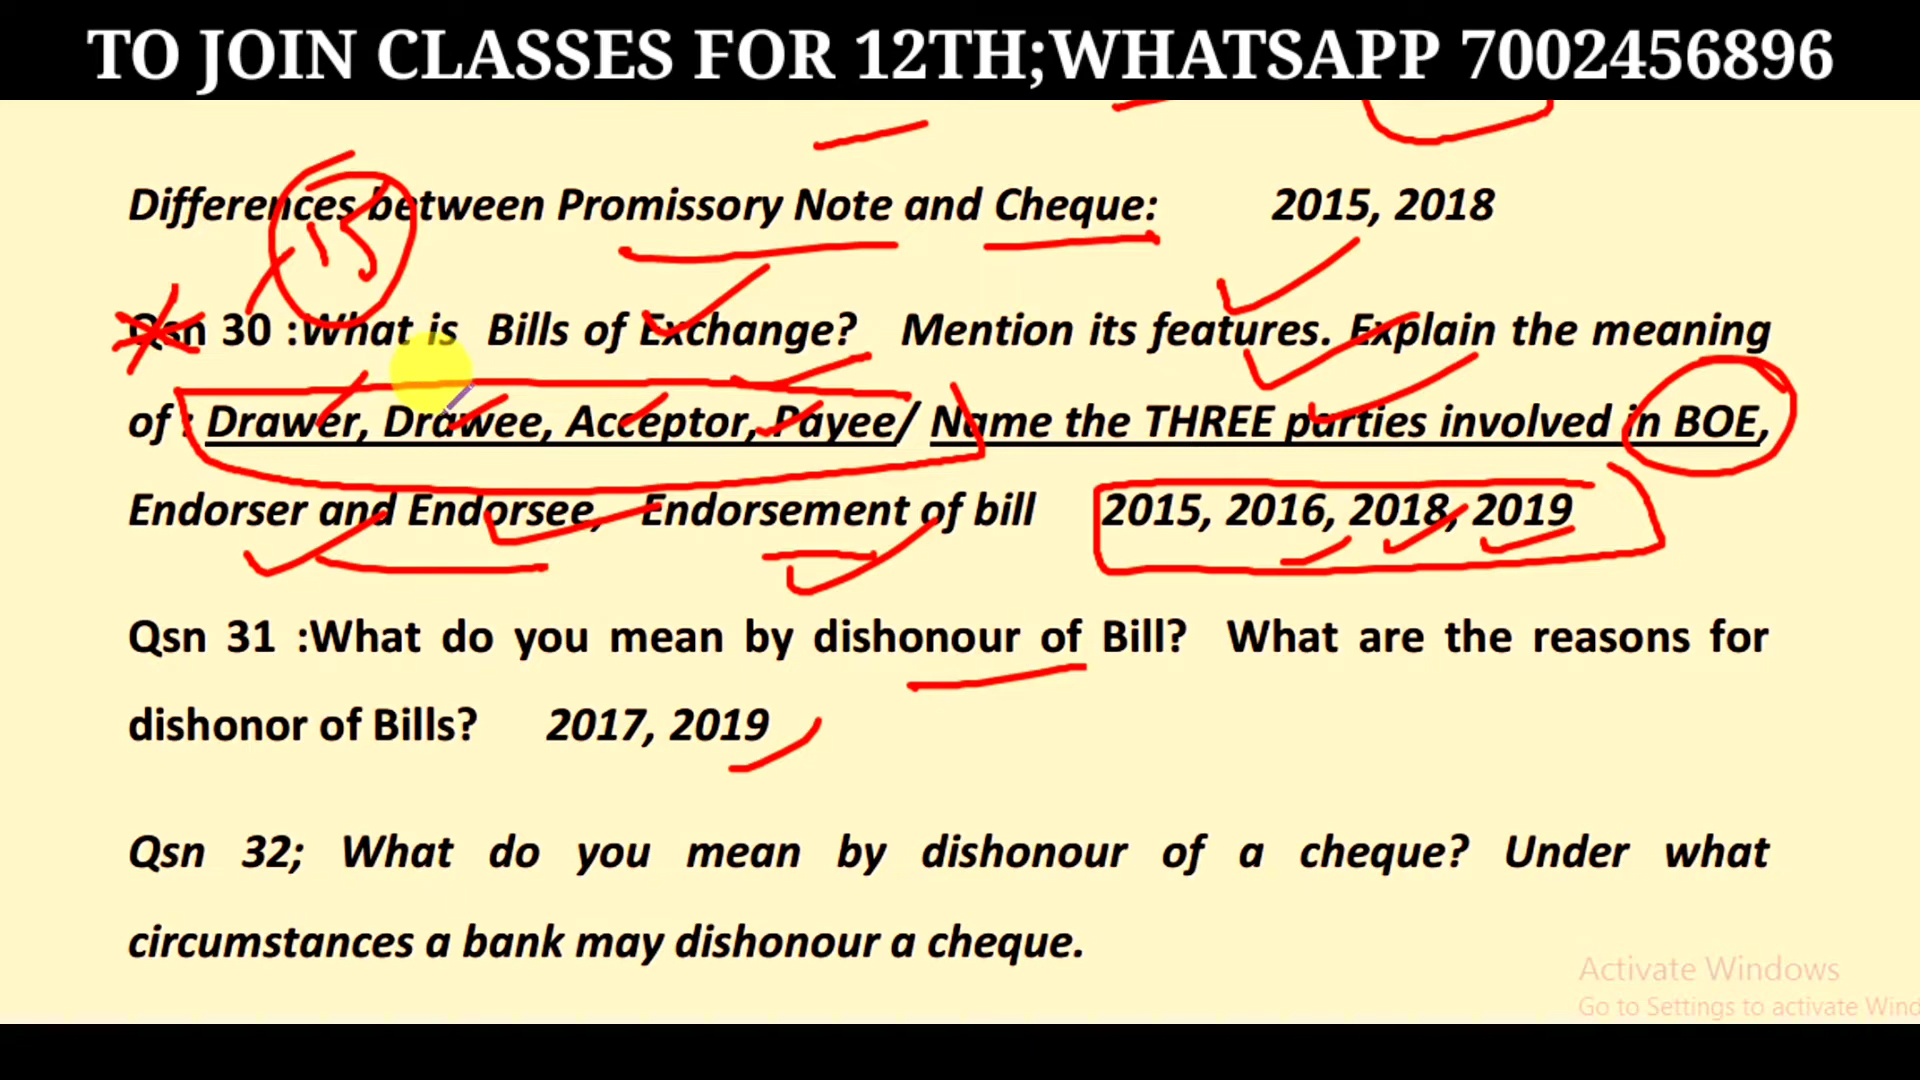 TO JOIN CLASSES FOR 12TH;WHATSAPP 7002456896
Differences between Promissory Note and Cheque: 2015, 2018
15
Qsn 30 :What is Bills of Exchange? Mention its features. Explain the meaning
of : Drawer, Drawee, Acceptor, Payee/ Name the THREE parties involved in BOE,
Endorser and Endorsee, Endorsement of bill 2015, 2016, 2018, 2019
Qsn 31 :What do you mean by dishonour of Bill? What are the reasons for
dishonor of Bills? 2017, 2019
Qsn 32; What do you mean by dishonour of a cheque? Under what
circumstances a bank may dishonour a cheque.
Activate Windows
Go to Settings to activate Wind